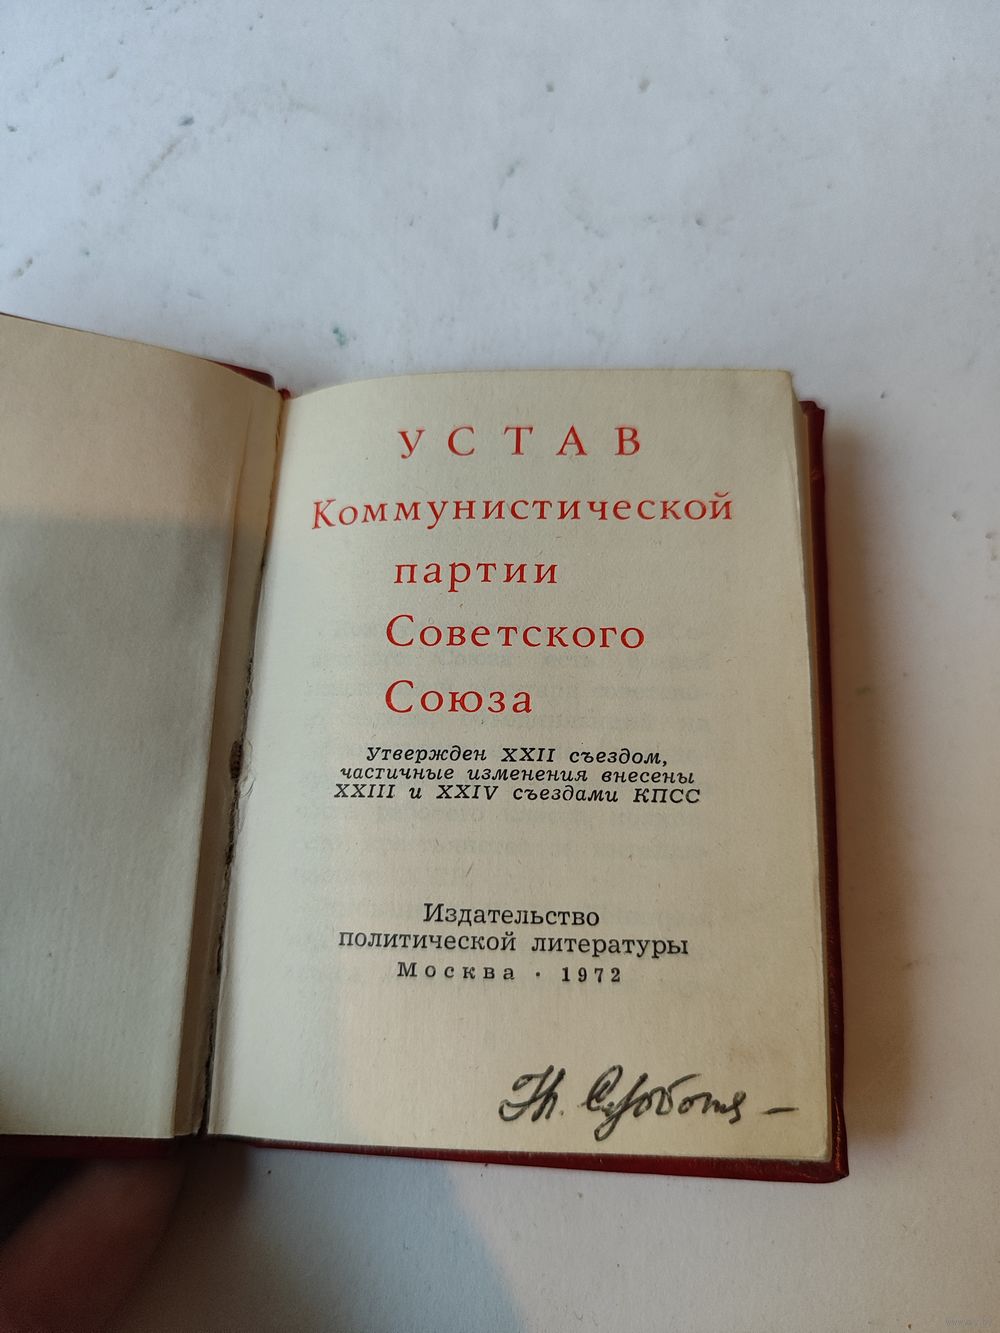 УСТАВ
Коммунистической
партии
Советского
Союза
Утвержден XXII съездом,
частичные изменения внесены
XXIII и XXIV съездами КПСС
Издательство
политической литературы
Москва · 1972